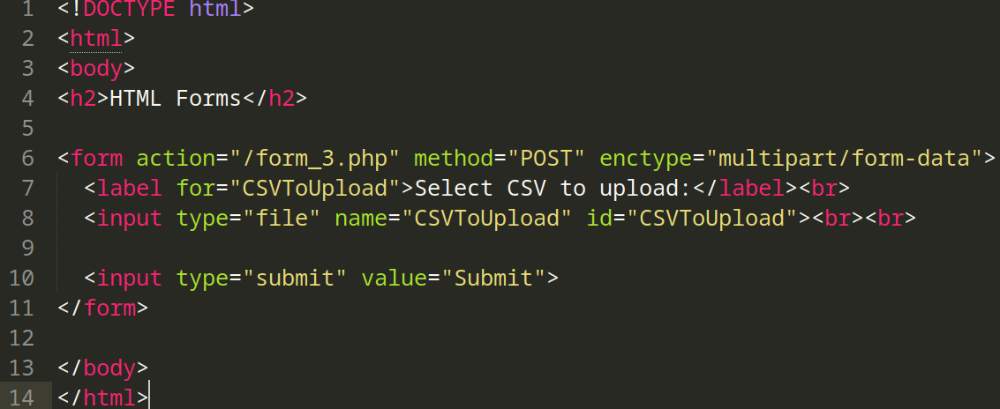 1 <!DOCTYPE html>
2 <html>
3 <body>
4 <h2>HTML Forms</h2>
5
6 <form action="/form_3.php" method="POST" enctype="multipart/form-data">
7   <label for="CSVToUpload">Select CSV to upload:</label><br>
8   <input type="file" name="CSVToUpload" id="CSVToUpload"><br><br>
9
10   <input type="submit" value="Submit">
11 </form>
12
13 </body>
14 </html>